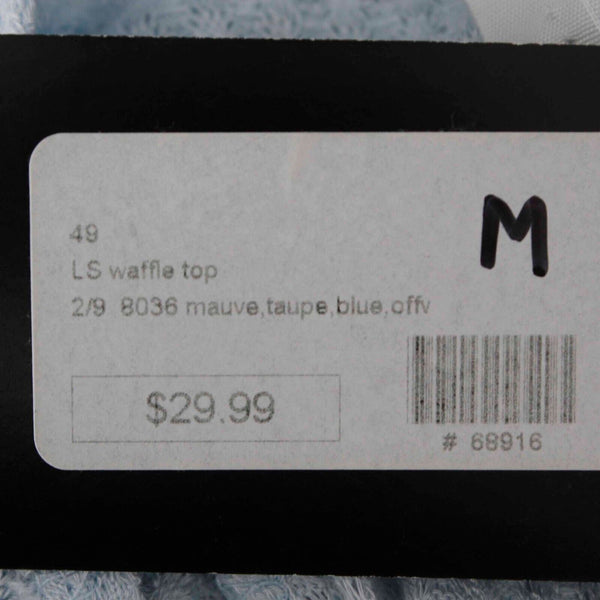 49
M
LS waffle top
2/9 8036 mauve,taupe,blue,offv
$29.99
# 68916